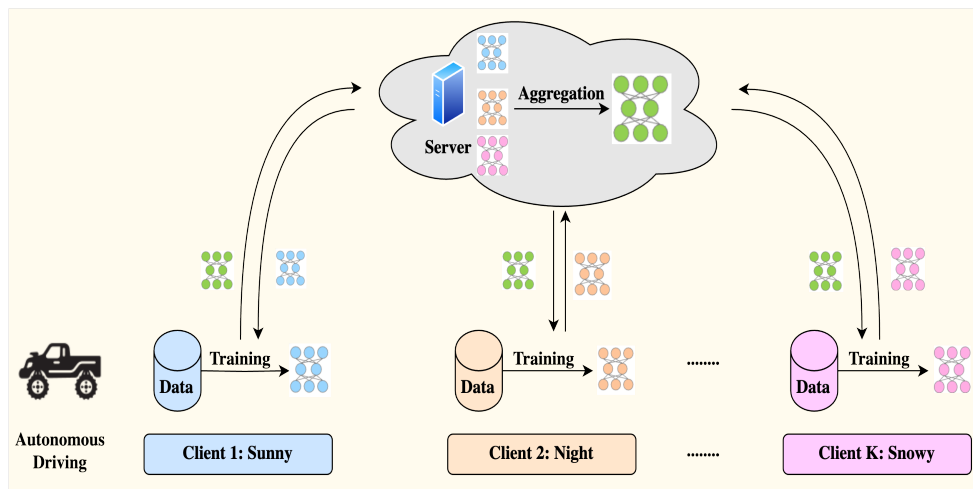 Aggregation
Server
Training
Training
Training
Data
Data
........
Data
Autonomous
Driving
Client 1: Sunny
Client 2: Night
........
Client K: Snowy